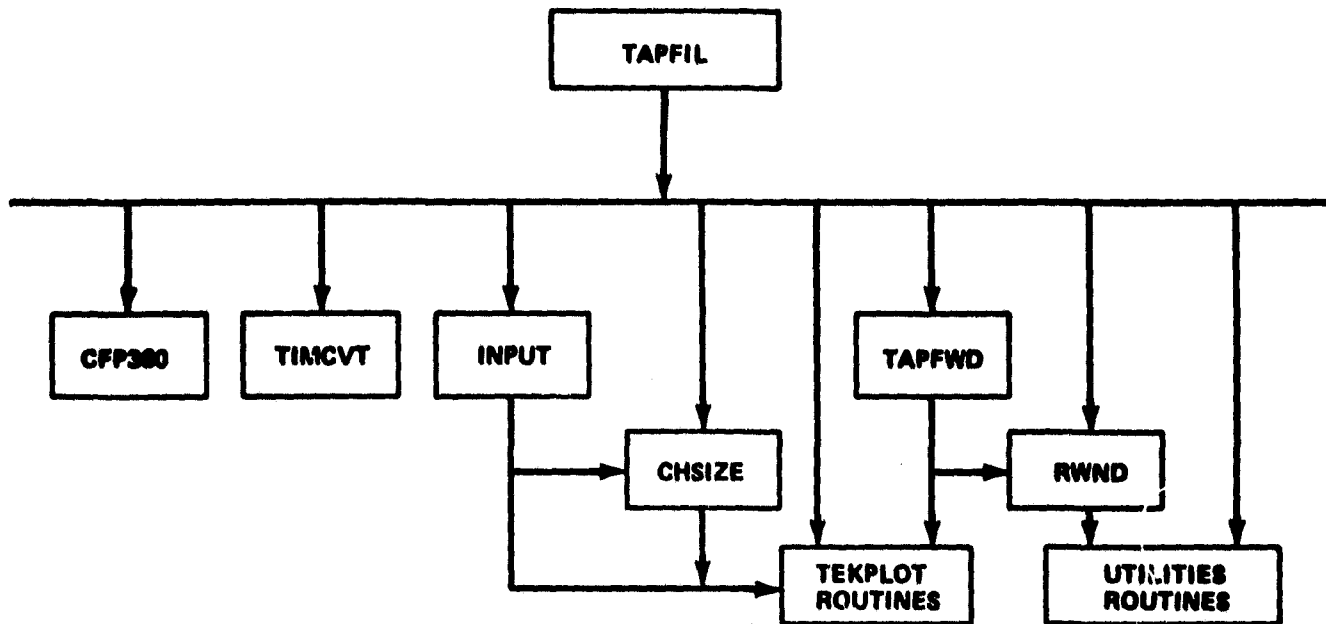 TAPFIL
CFP360
TIMCVT
INPUT
TAPFWD
CHSIZE
RWND
TEKPLOT
ROUTINES
UTILITIES
ROUTINES